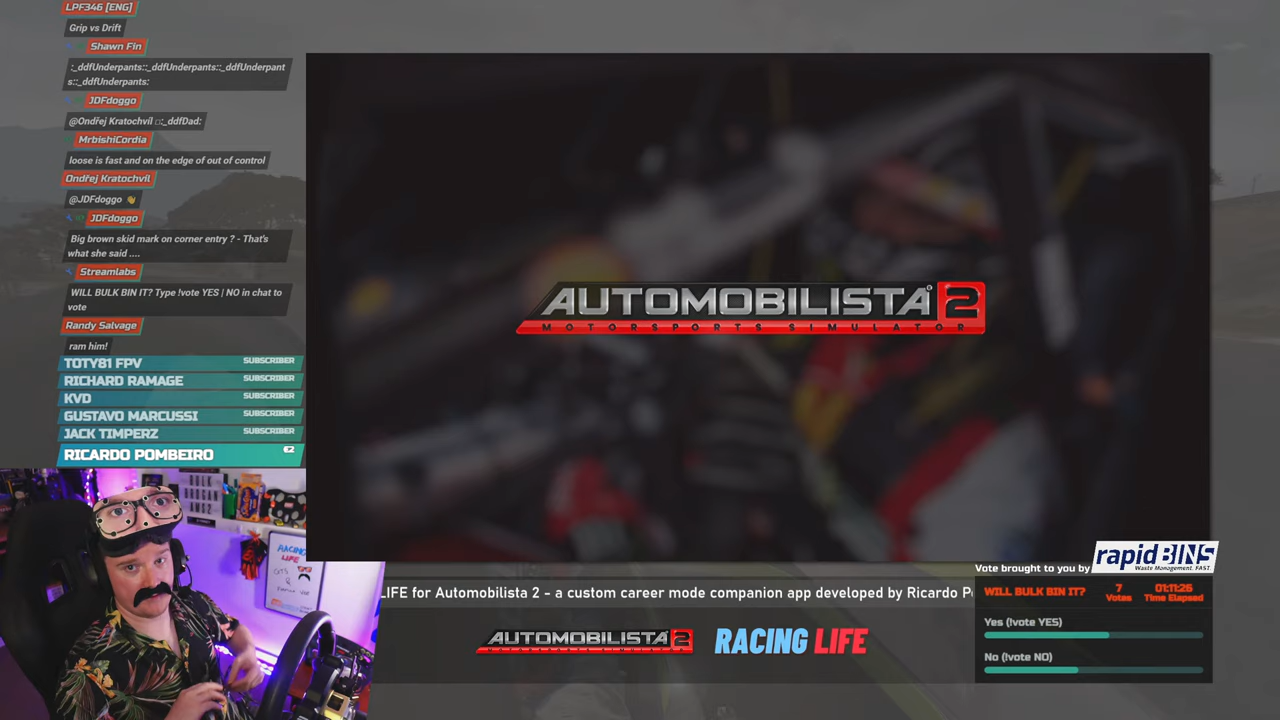 LPF346 [ENG]
Grip vs Drift
Shawn Fin
:_ddfUnderpants::_ddfUnderpants::_ddfUnderpant
s::_ddfUnderpants:
JDFdoggo
@Ondřej Kratochvíl :_ddfDad:
MrbishiCordia
loose is fast and on the edge of out of control
Ondřej Kratochvíl
@JDFdoggo 👋
JDFdoggo
Big brown skid mark on corner entry ? - That's
what she said ....
Streamlabs
WILL BULK BIN IT? Type !vote YES | NO in chat to
vote
Randy Salvage
ram him!
TOTY81 FPV SUBSCRIBER
RICHARD RAMAGE SUBSCRIBER
KVD SUBSCRIBER
GUSTAVO MARCUSSI SUBSCRIBER
JACK TIMPERZ SUBSCRIBER
RICARDO POMBEIRO €2
AUTOMOBILISTA 2
MOTORSPORTS SIMULATOR
RACING
LIFE
Vote brought to you by rapidBINS
Waste Management. FAST.
LIFE for Automobilista 2 - a custom career mode companion app developed by Ricardo
WILL BULK BIN IT? 7 Votes 01:11:26 Time Elapsed
Yes (!vote YES)
No (!vote NO)
AUTOMOBILISTA 2 RACING LIFE